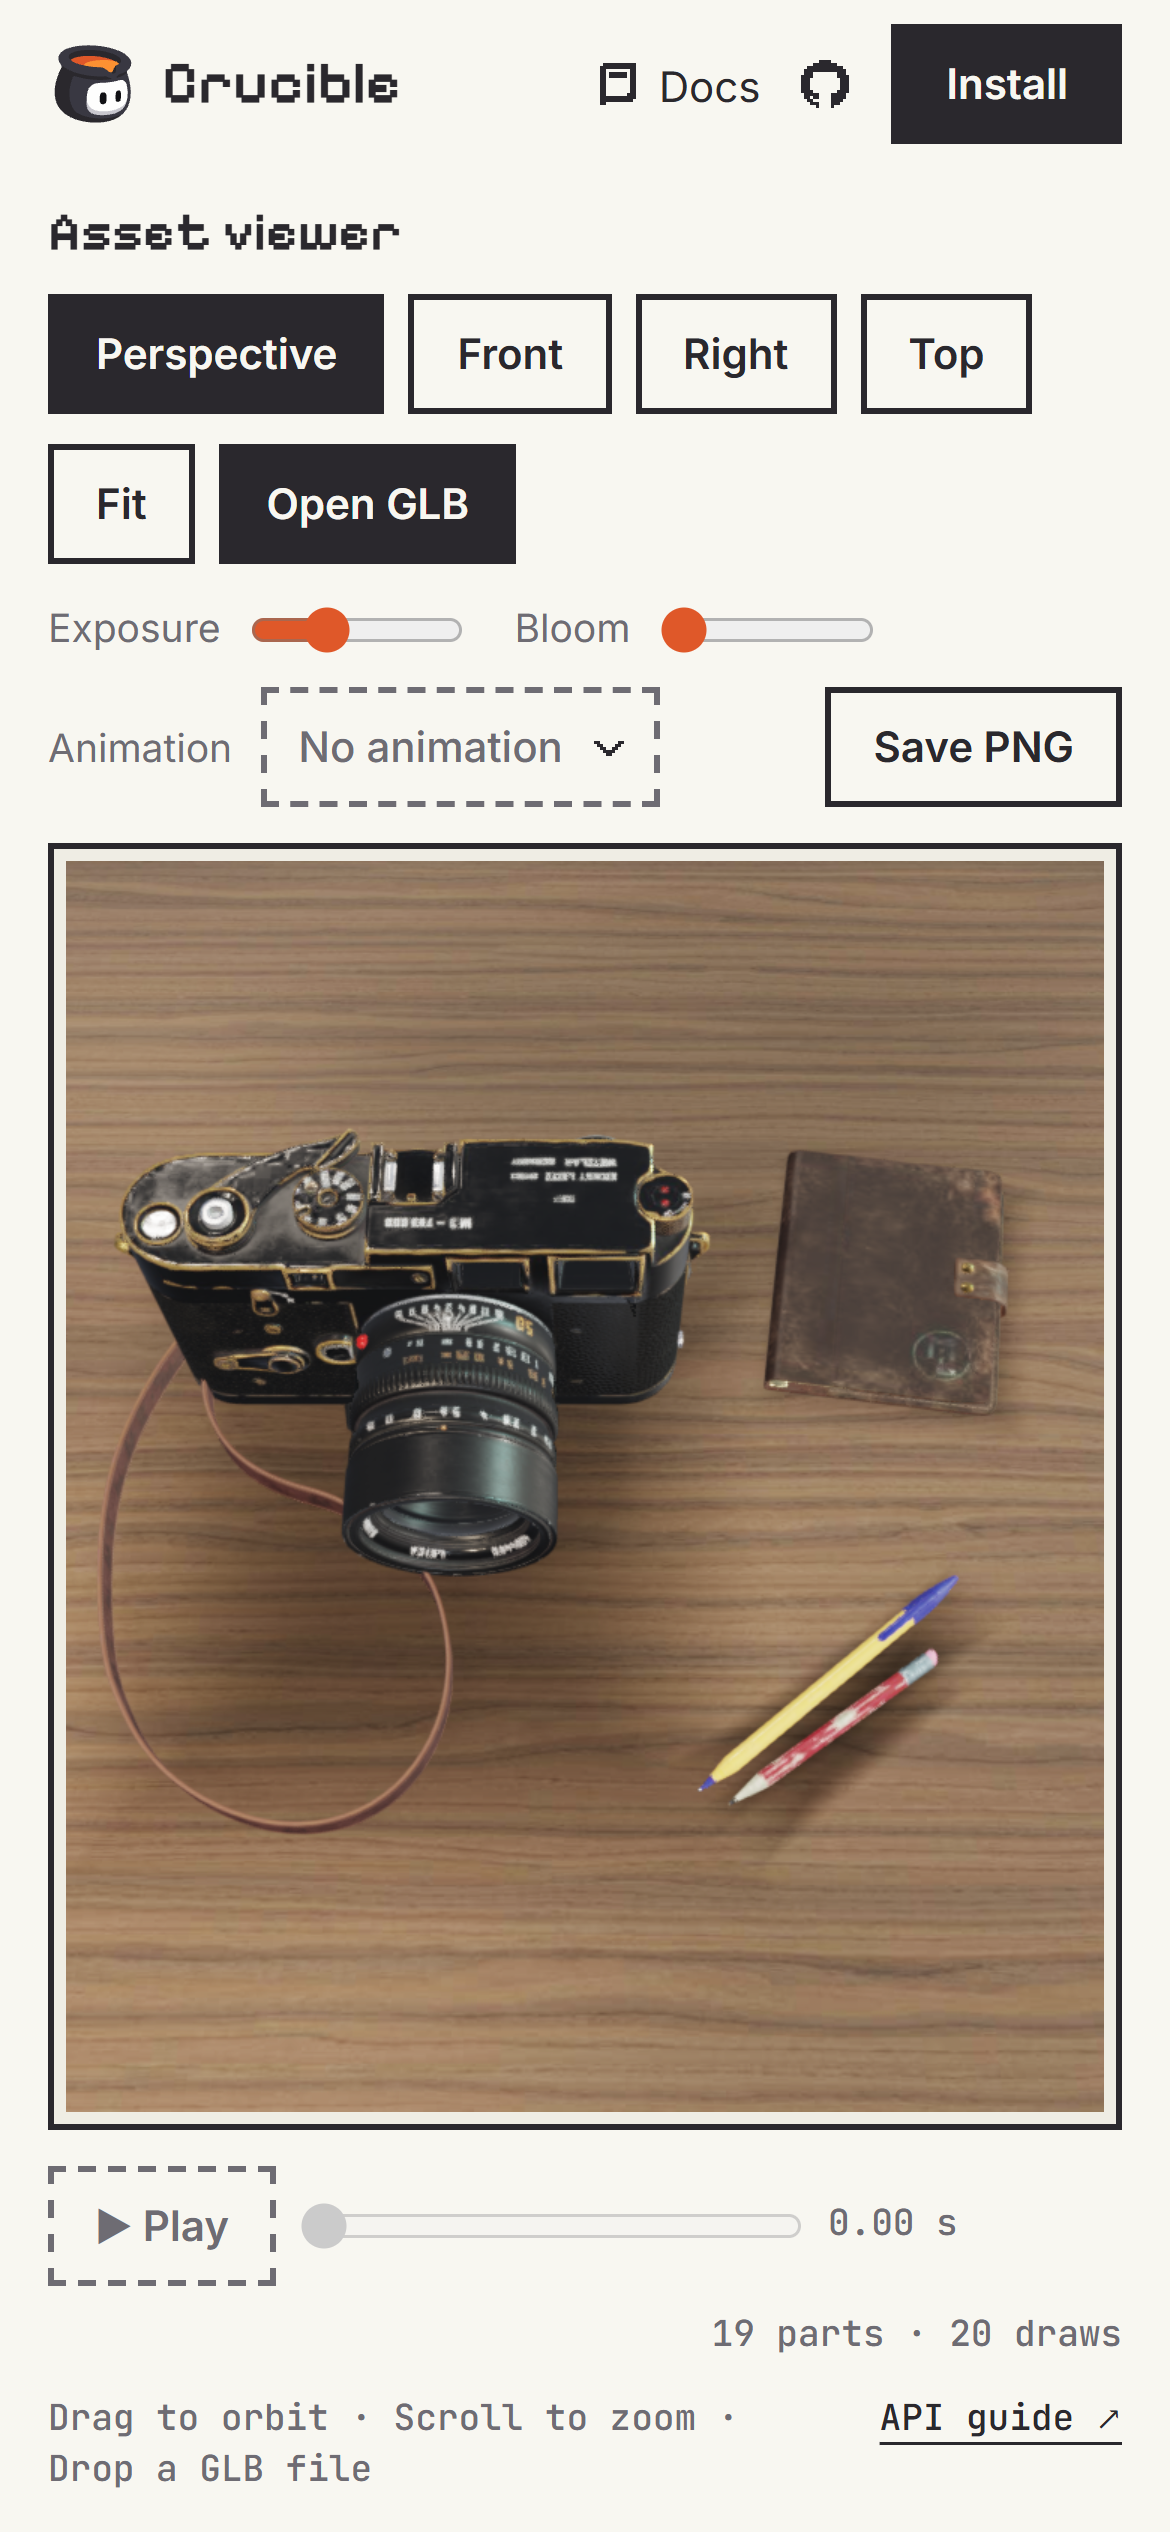 Crucible
Docs
Install
Asset viewer
Perspective
Front
Right
Top
Fit
Open GLB
Exposure
Bloom
Animation
No animation
Save PNG
▶ Play
0.00 s
19 parts · 20 draws
Drag to orbit · Scroll to zoom ·
Drop a GLB file
API guide ↗